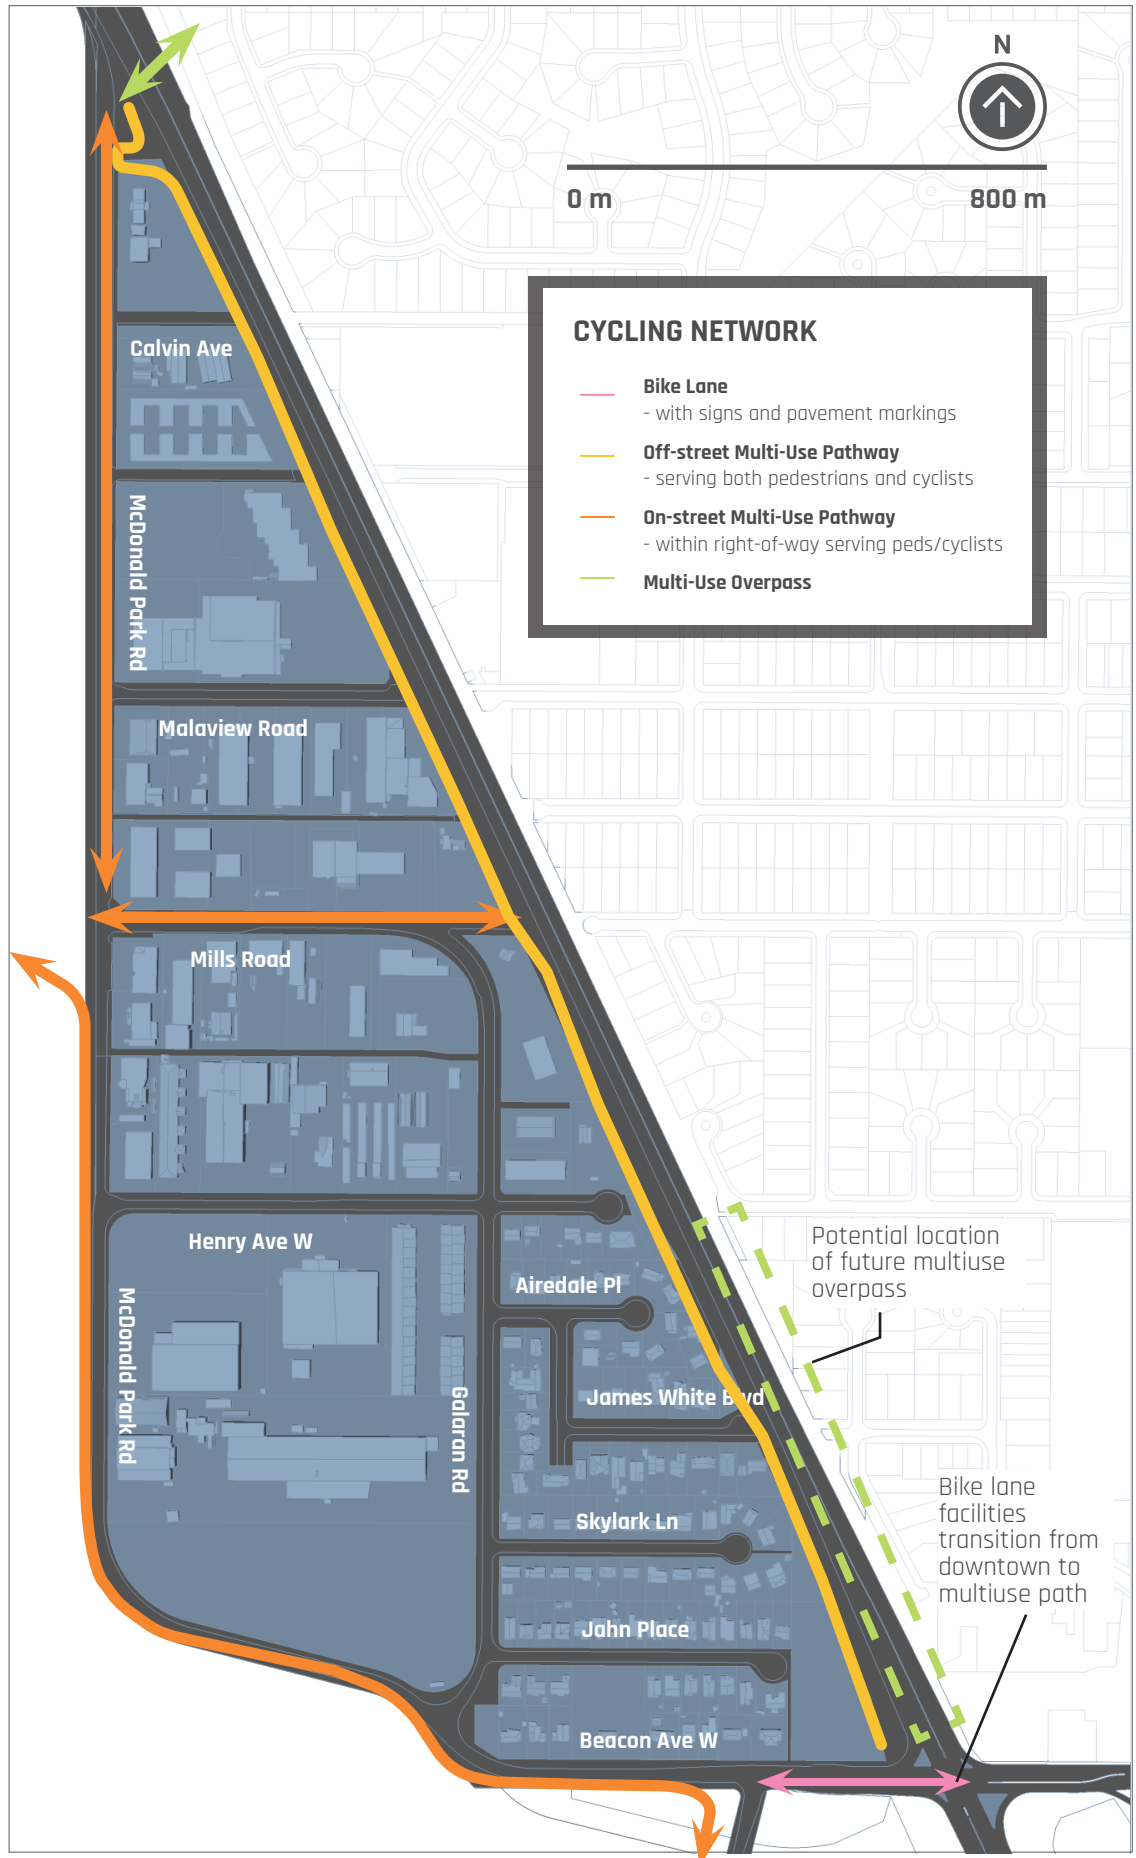 N
0 m
800 m
CYCLING NETWORK
Bike Lane
- with signs and pavement markings
Off-street Multi-Use Pathway
- serving both pedestrians and cyclists
On-street Multi-Use Pathway
- within right-of-way serving peds/cyclists
Multi-Use Overpass
Calvin Ave
McDonald Park Rd
Malaview Road
Mills Road
Henry Ave W
Airedale Pl
McDonald Park Rd
Galaran Rd
James White Blvd
Skylark Ln
Jahn Place
Beacon Ave W
Potential location
of future multiuse
overpass
Bike lane
facilities
transition from
downtown to
multiuse path